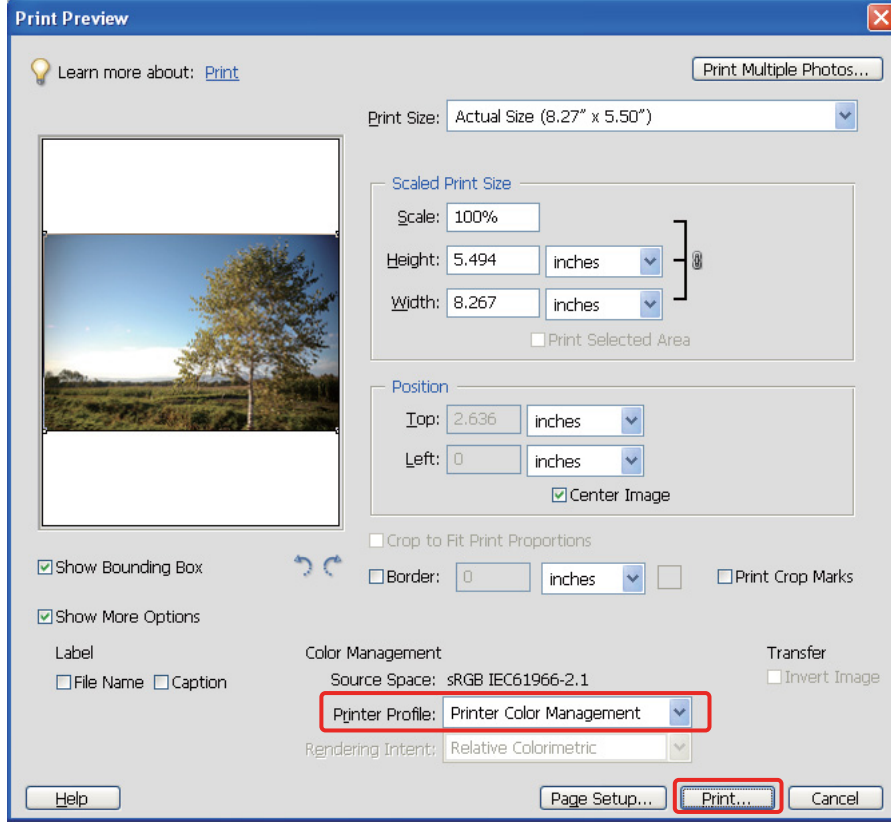 Print Preview
Learn more about: Print
Print Multiple Photos...
Print Size: Actual Size (8.27" x 5.50")
Scaled Print Size
Scale: 100%
Height: 5.494 inches
Width: 8.267 inches
Print Selected Area
Position
Top: 2.636 inches
Left: 0 inches
Center Image
Crop to Fit Print Proportions
Show Bounding Box
Border: 0 inches
Print Crop Marks
Show More Options
Label
File Name Caption
Color Management
Source Space: sRGB IEC61966-2.1
Printer Profile: Printer Color Management
Rendering Intent: Relative Colorimetric
Transfer
Invert Image
Help
Page Setup...
Print...
Cancel